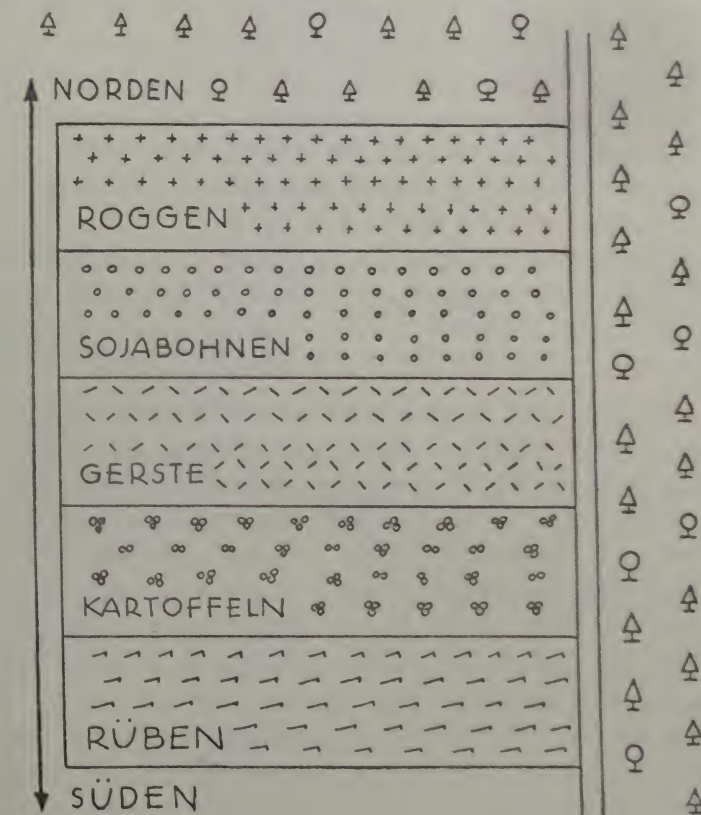 NORDEN
ROGGEN
SOJABOHNEN
GERSTE
KARTOFFELN
RÜBEN
SÜDEN